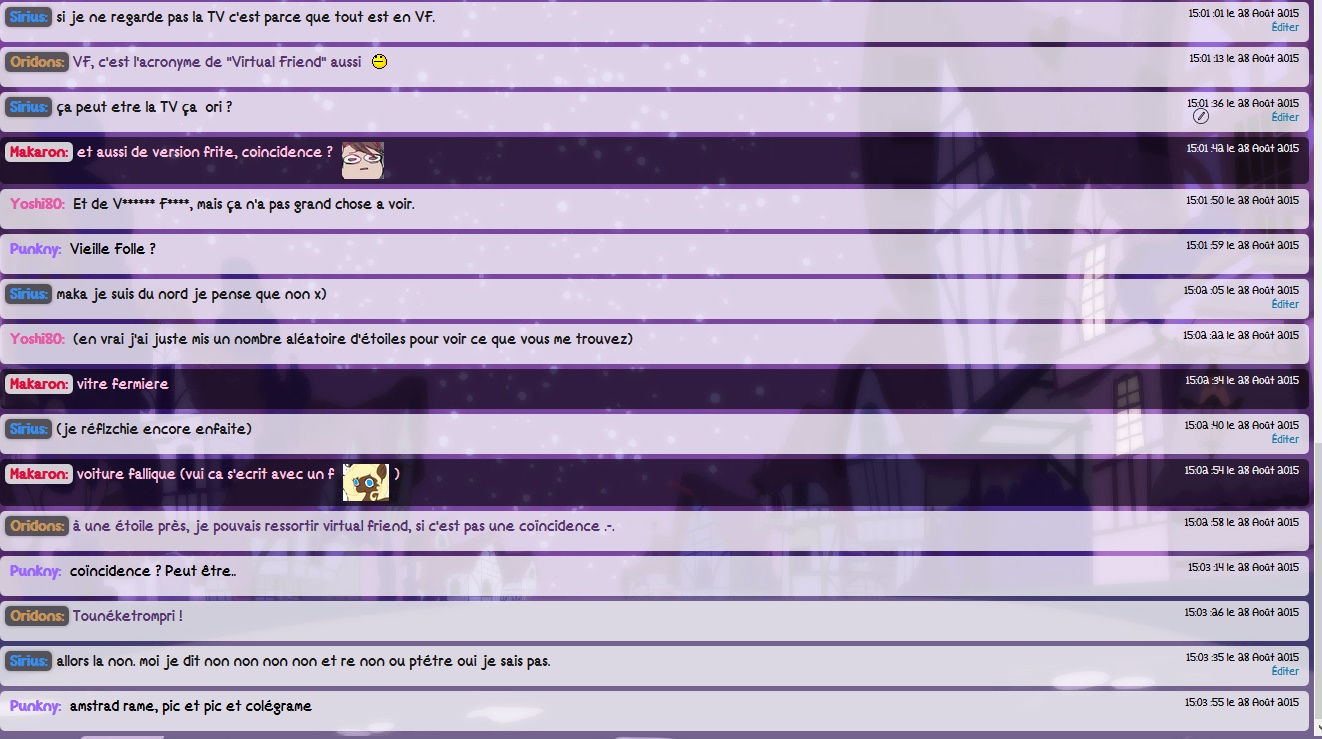 Sirius: si je ne regarde pas la TV c'est parce que tout est en VF. 15:01:01 le 28 Août 2015
Éditer
Oridons: VF, c'est l'acronyme de "Virtual Friend" aussi 15:01:13 le 28 Août 2015
Sirius: ça peut etre la TV ça ori ? 15:01:36 le 28 Août 2015
Éditer
Makaron: et aussi de version frite, coincidence ? 15:01:42 le 28 Août 2015
Yoshi80: Et de V****** F****, mais ça n'a pas grand chose a voir. 15:01:50 le 28 Août 2015
Punkny: Vieille Folle ? 15:01:59 le 28 Août 2015
Sirius: maka je suis du nord je pense que non x) 15:02:05 le 28 Août 2015
Éditer
Yoshi80: (en vrai j'ai juste mis un nombre aléatoire d'étoiles pour voir ce que vous me trouvez) 15:02:22 le 28 Août 2015
Makaron: vitre fermiere 15:02:34 le 28 Août 2015
Sirius: (je réflzchie encore enfaite) 15:02:40 le 28 Août 2015
Éditer
Makaron: voiture fallique (vui ca s'ecrit avec un f ) 15:02:54 le 28 Août 2015
Oridons: à une étoile près, je pouvais ressortir virtual friend, si c'est pas une coïncidence .-. 15:02:58 le 28 Août 2015
Punkny: coïncidence ? Peut être.. 15:03:14 le 28 Août 2015
Oridons: Tounéketrompri ! 15:03:26 le 28 Août 2015
Sirius: allors la non. moi je dit non non non non et re non ou ptétre oui je sais pas. 15:03:35 le 28 Août 2015
Éditer
Punkny: amstrad rame, pic et pic et colégrame 15:03:55 le 28 Août 2015